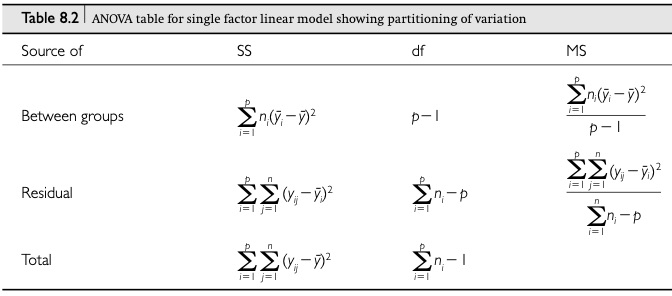 Table 8.2 ANOVA table for single factor linear model showing partitioning of variation
Source of SS df MS
Between groups $\sum_{i=1}^{p} n_i(\bar{y}_i - \bar{y})^2$ $p-1$ $\frac{\sum_{i=1}^{p} n_i(\bar{y}_i - \bar{y})^2}{p-1}$
Residual $\sum_{i=1}^{p}\sum_{j=1}^{n}(y_{ij} - \bar{y}_i)^2$ $\sum_{i=1}^{p} n_i - p$ $\frac{\sum_{i=1}^{p}\sum_{j=1}^{n}(y_{ij} - \bar{y}_i)^2}{\sum_{i=1}^{n} n_i - p}$
Total $\sum_{i=1}^{p}\sum_{j=1}^{n}(y_{ij} - \bar{y})^2$ $\sum_{i=1}^{p} n_i - 1$